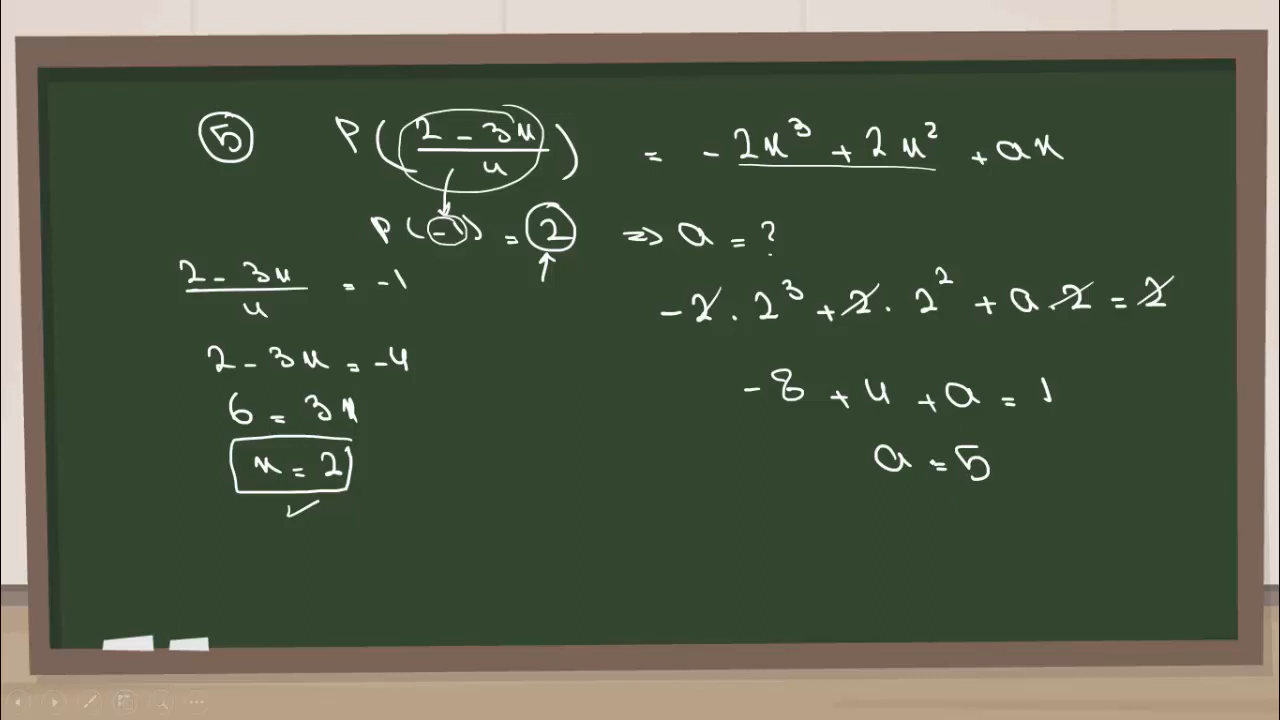 5 P(2 - 3x / 4) = - 2x³ + 2x² + ax
P(-1) = 2 => a = ?
2 - 3x / 4 = -1
2 - 3x = -4
6 = 3x
x = 2
- 2 . 2³ + 2 . 2² + a . 2 = 2
- 8 + 4 + a = 1
a = 5